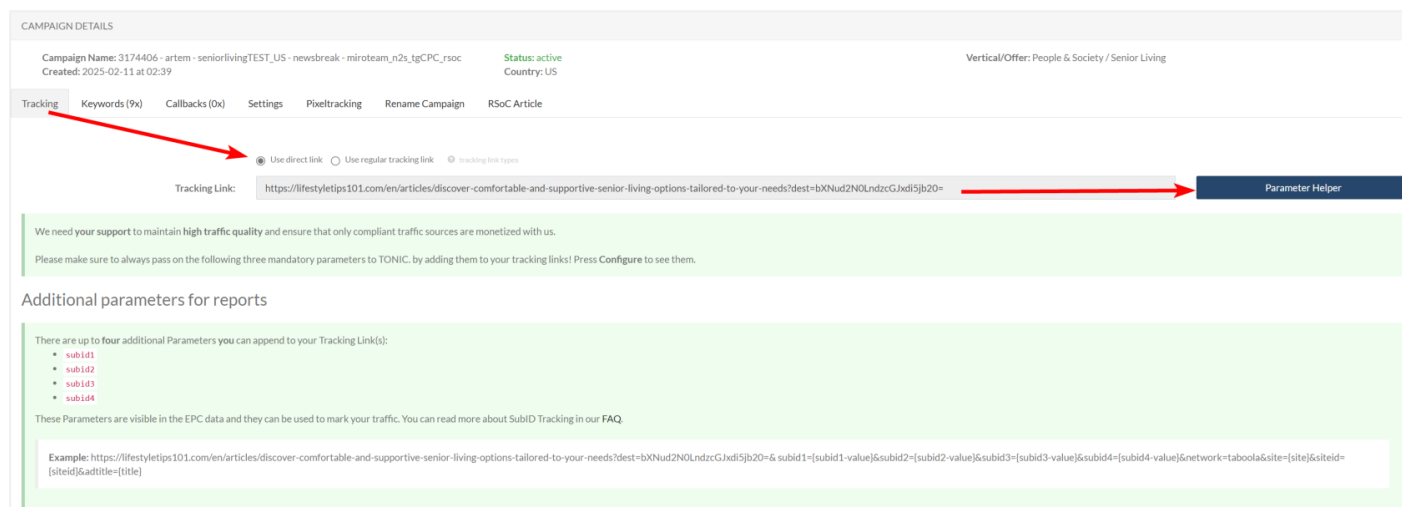 CAMPAIGN DETAILS
Campaign Name: 3174406 - artem - seniorlivingTEST_US - newsbreak - miroteam_n2s_tgCPC_rsoc
Status: active
Vertical/Offer: People & Society / Senior Living
Created: 2025-02-11 at 02:39
Country: US
Tracking Keywords (9x) Callbacks (0x) Settings Pixeltracking Rename Campaign RSoC Article
Use direct link Use regular tracking link tracking link types
Tracking Link: https://lifestyletips101.com/en/articles/discover-comfortable-and-supportive-senior-living-options-tailored-to-your-needs?dest=bXNud2N0LndzcGJxdi5jb20= Parameter Helper
We need your support to maintain high traffic quality and ensure that only compliant traffic sources are monetized with us.
Please make sure to always pass on the following three mandatory parameters to TONIC. by adding them to your tracking links! Press Configure to see them.
Additional parameters for reports
There are up to four additional Parameters you can append to your Tracking Link(s):
subid1
subid2
subid3
subid4
These Parameters are visible in the EPC data and they can be used to mark your traffic. You can read more about SubID Tracking in our FAQ.
Example: https://lifestyletips101.com/en/articles/discover-comfortable-and-supportive-senior-living-options-tailored-to-your-needs?dest=bXNud2N0LndzcGJxdi5jb20=& subid1={subid1-value}&subid2={subid2-value}&subid3={subid3-value}&subid4={subid4-value}&network=taboola&site={site}&siteid=
{siteid}&adtitle={title}